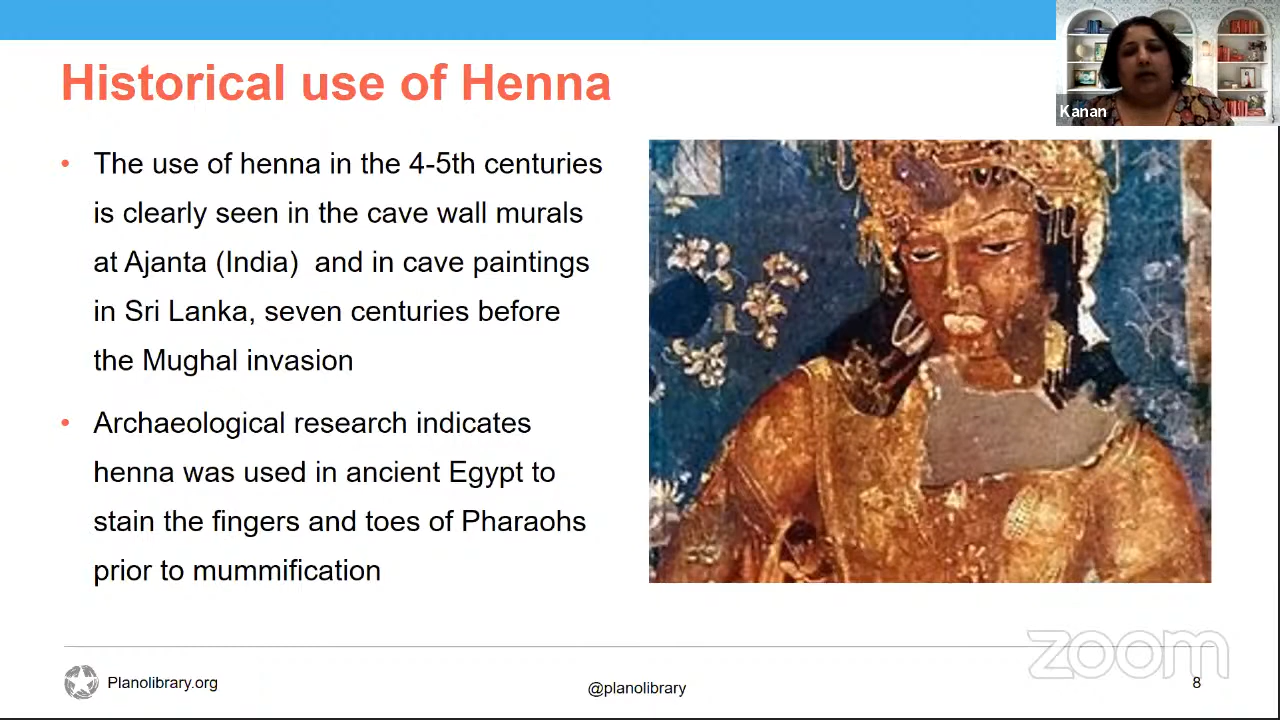 Historical use of Henna
Kanan
• The use of henna in the 4-5th centuries
is clearly seen in the cave wall murals
at Ajanta (India)  and in cave paintings
in Sri Lanka, seven centuries before
the Mughal invasion
• Archaeological research indicates
henna was used in ancient Egypt to
stain the fingers and toes of Pharaohs
prior to mummification
zoom
Planolibrary.org
@planolibrary
8